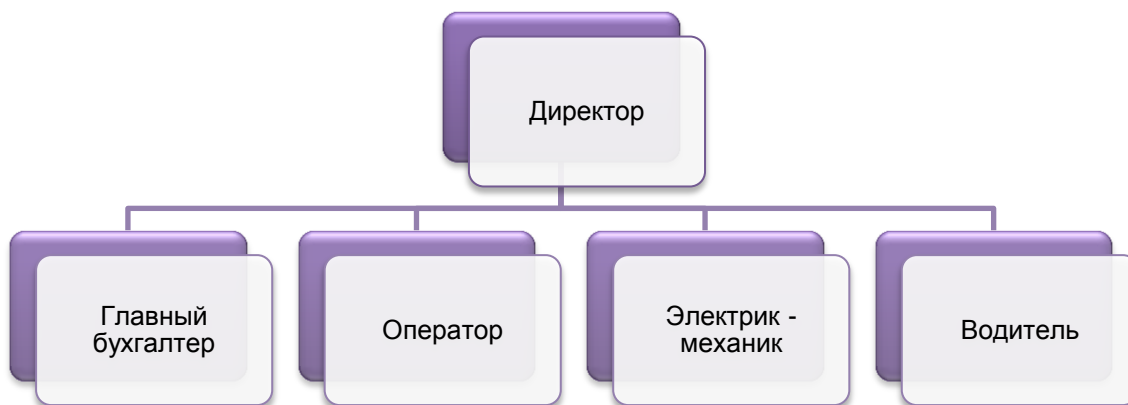 Директор
Главный
бухгалтер
Оператор
Электрик -
механик
Водитель